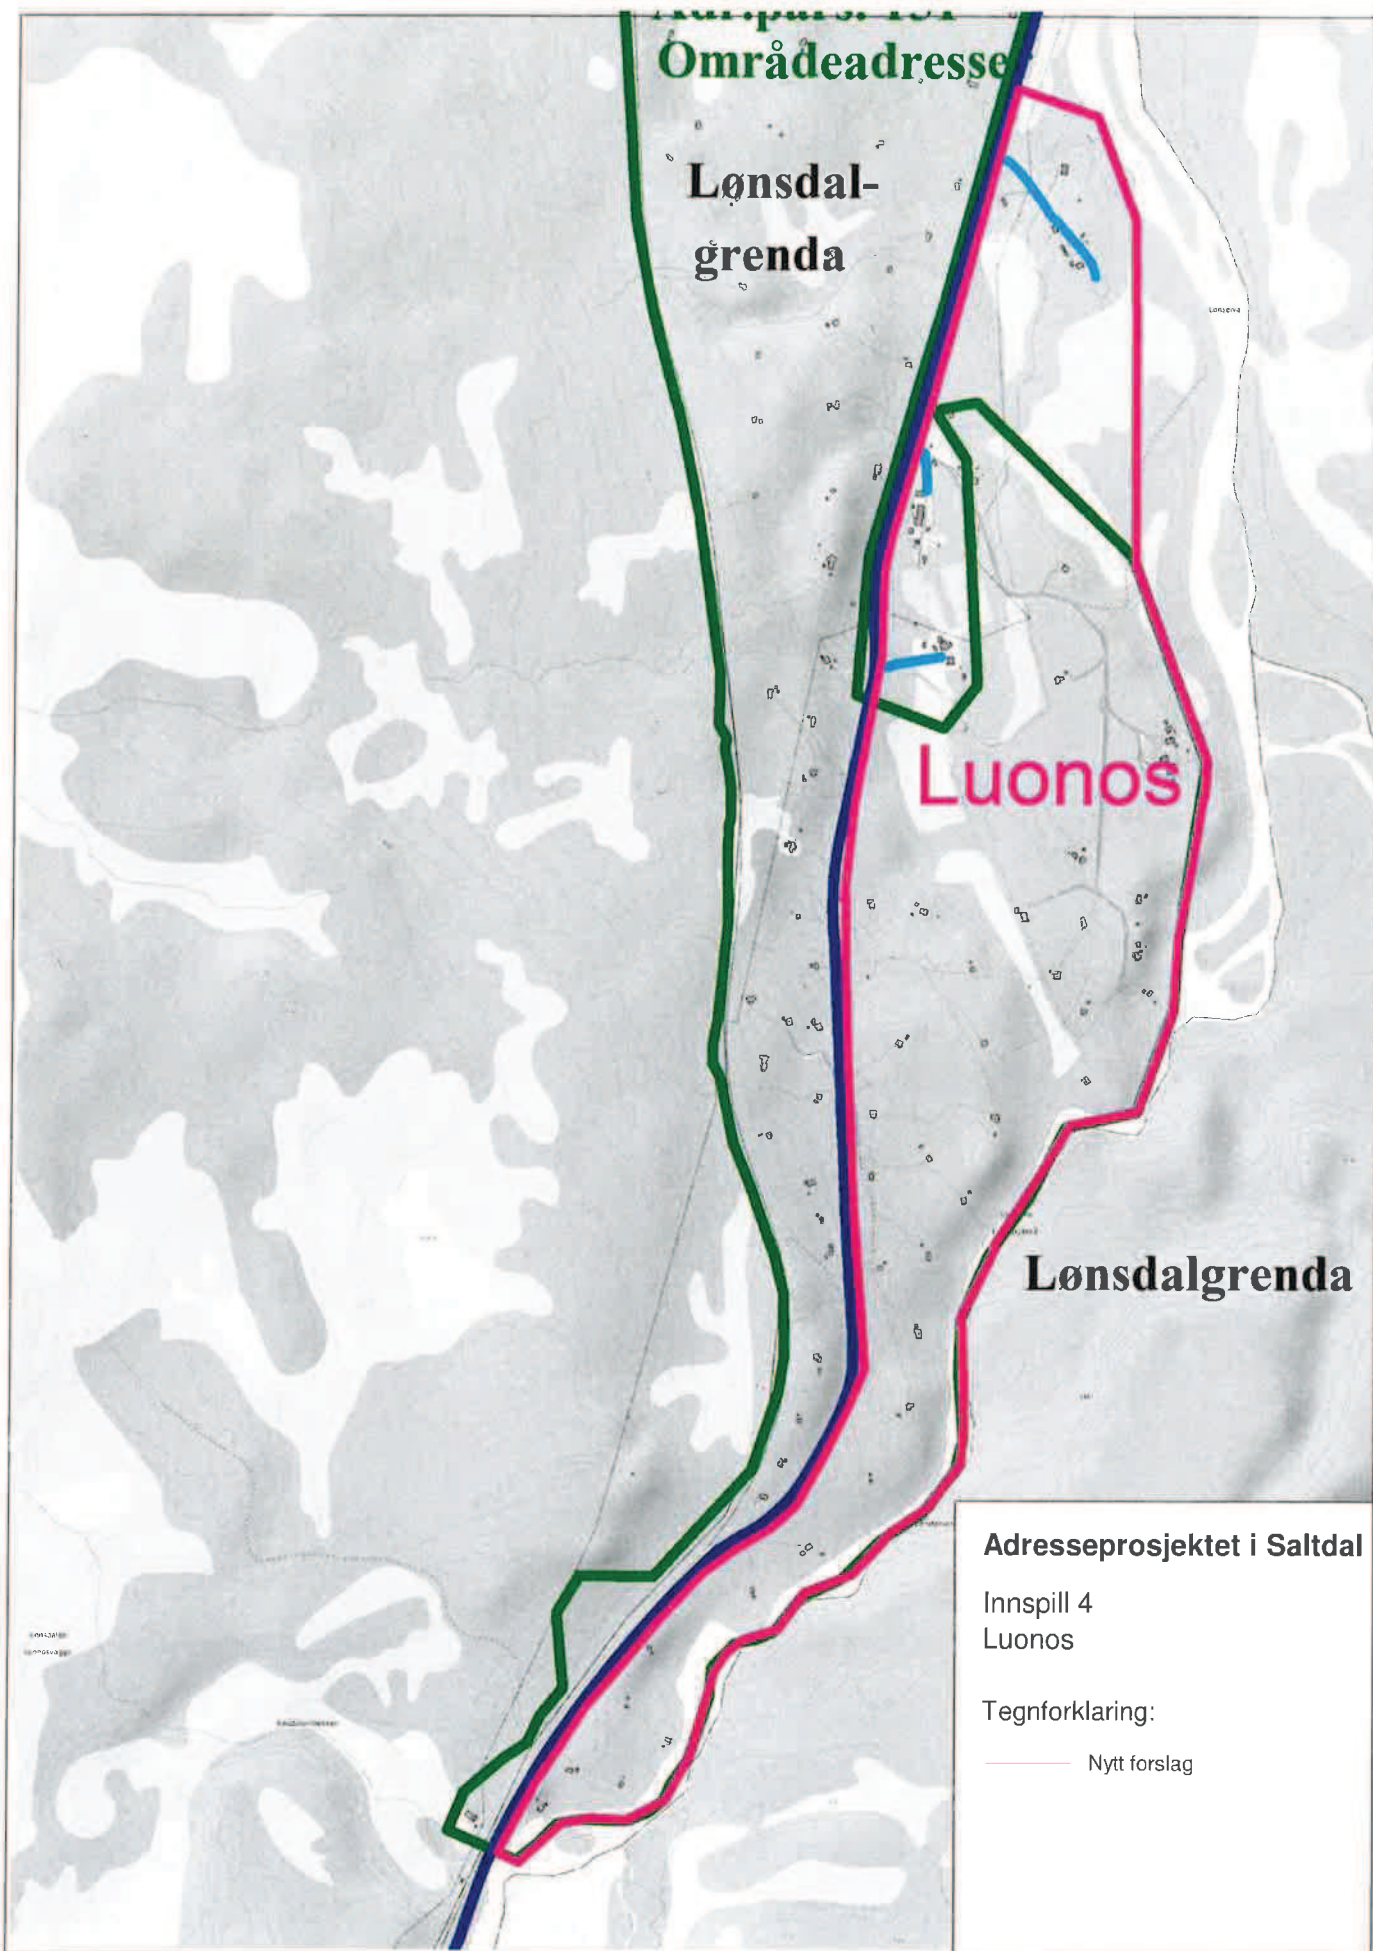 Områdeadresse
Lønsdal-
grenda
Luonos
Lønsdalgrenda
Adresseprosjektet i Saltdal
Innspill 4
Luonos
Tegnforklaring:
Nytt forslag